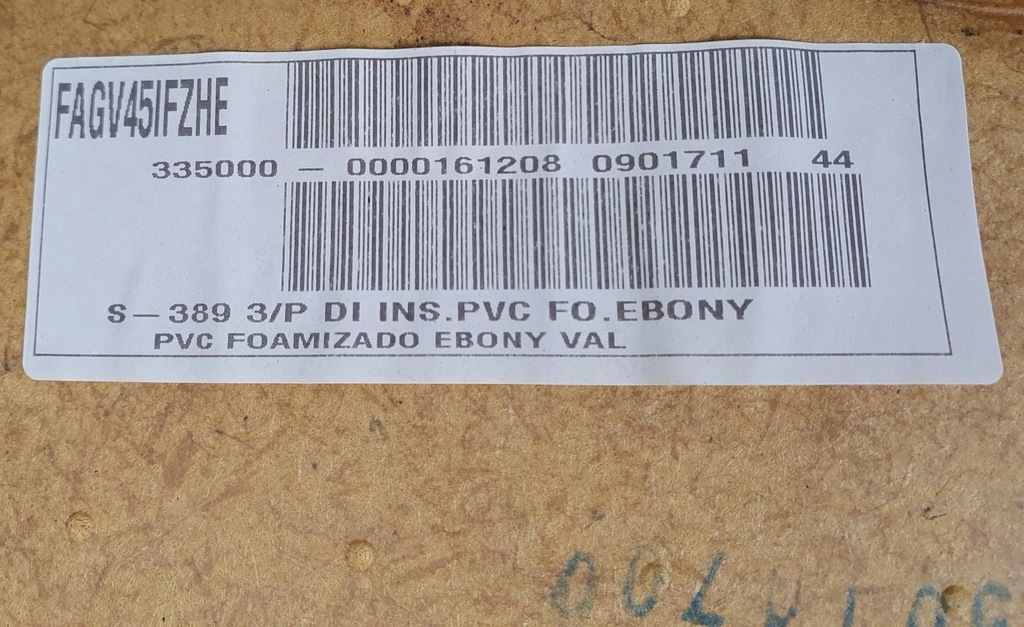 FAGV45IFZHE
335000 — 0000161208 0901711 44
S—389 3/P DI INS.PVC FO.EBONY
PVC FOAMIZADO EBONY VAL